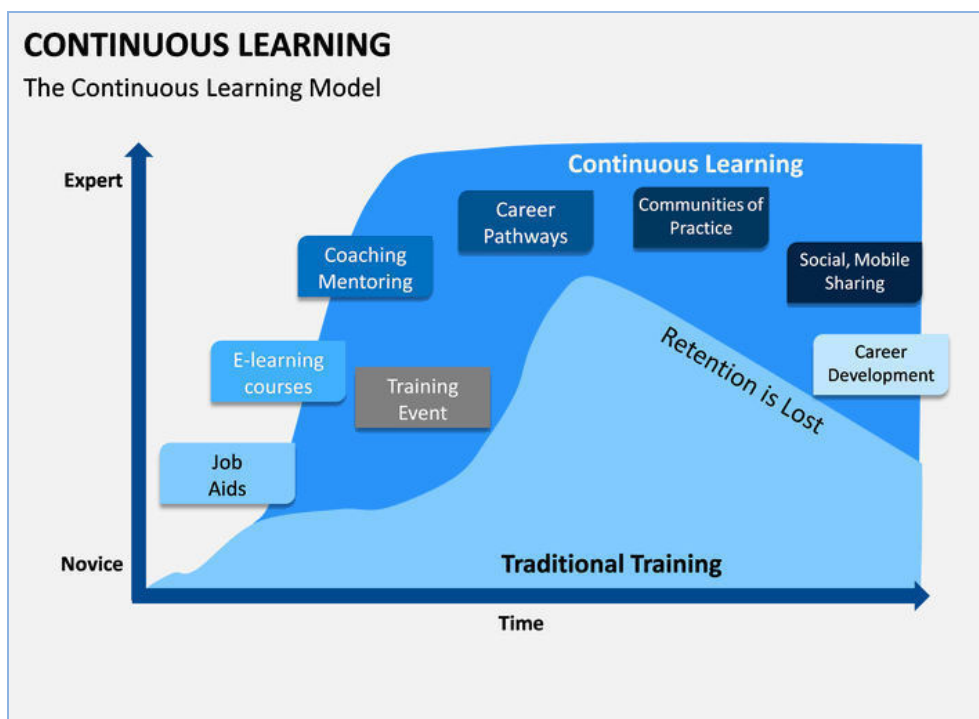 CONTINUOUS LEARNING
The Continuous Learning Model
Expert
Continuous Learning
Career
Pathways
Communities of
Practice
Coaching
Mentoring
Social, Mobile
Sharing
E-learning
courses
Training
Event
Retention is Lost
Career
Development
Job
Aids
Novice
Traditional Training
Time